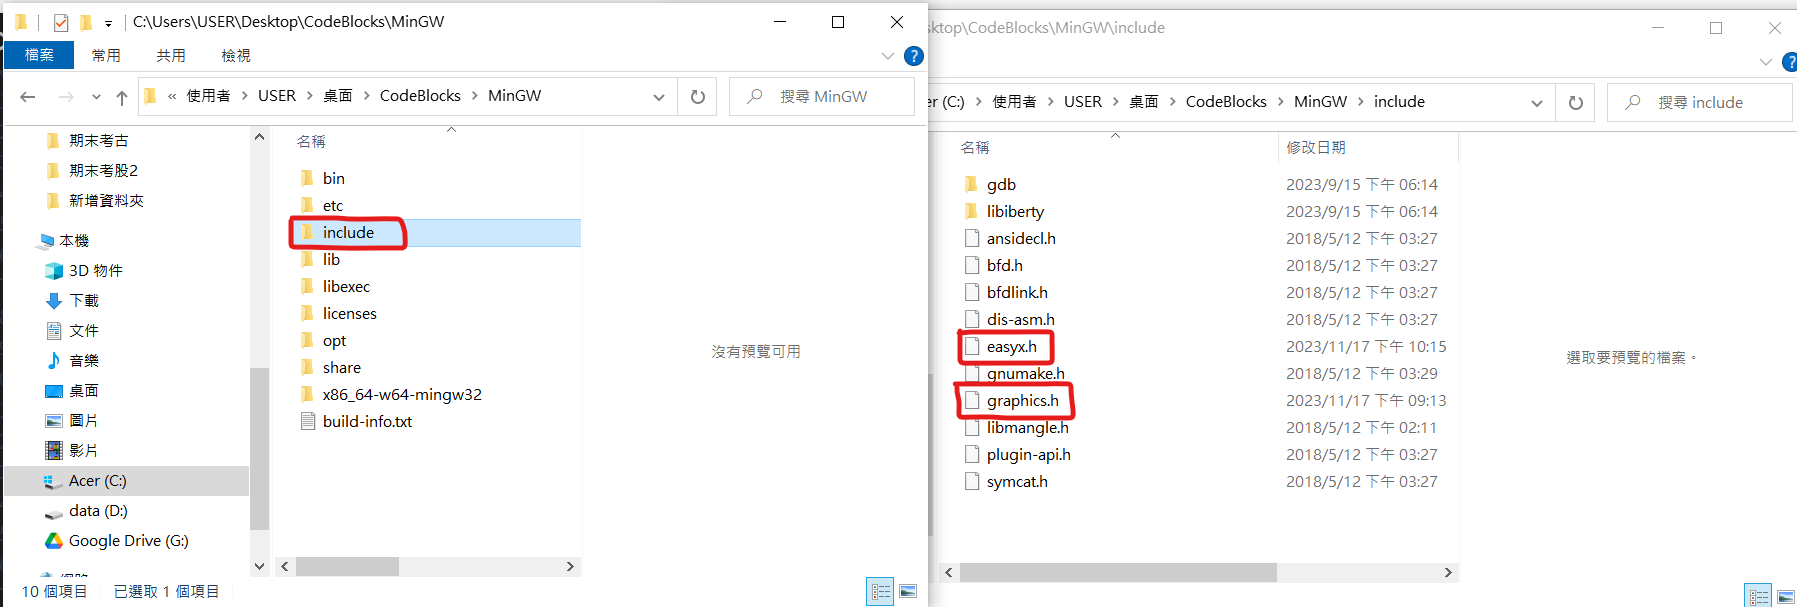 C:\Users\USER\Desktop\CodeBlocks\MinGW
檔案 常用 共用 檢視
« 使用者 > USER > 桌面 > CodeBlocks > MinGW
搜尋 MinGW
期末考古
期末考股2
新增資料夾
本機
3D 物件
下載
文件
音樂
桌面
圖片
影片
Acer (C:)
data (D:)
Google Drive (G:)
名稱
bin
etc
include
lib
libexec
licenses
opt
share
x86_64-w64-mingw32
build-info.txt
沒有預覽可用
10 個項目 已選取 1 個項目
sktop\CodeBlocks\MinGW\include
er (C:) > 使用者 > USER > 桌面 > CodeBlocks > MinGW > include
搜尋 include
名稱 修改日期
gdb 2023/9/15 下午 06:14
libiberty 2023/9/15 下午 06:14
ansidecl.h 2018/5/12 下午 03:27
bfd.h 2018/5/12 下午 03:27
bfdlink.h 2018/5/12 下午 03:27
dis-asm.h 2018/5/12 下午 03:27
easyx.h 2023/11/17 下午 10:15
gnumake.h 2018/5/12 下午 03:29
graphics.h 2023/11/17 下午 09:13
libmangle.h 2018/5/12 下午 02:11
plugin-api.h 2018/5/12 下午 03:27
symcat.h 2018/5/12 下午 03:27
選取要預覽的檔案。